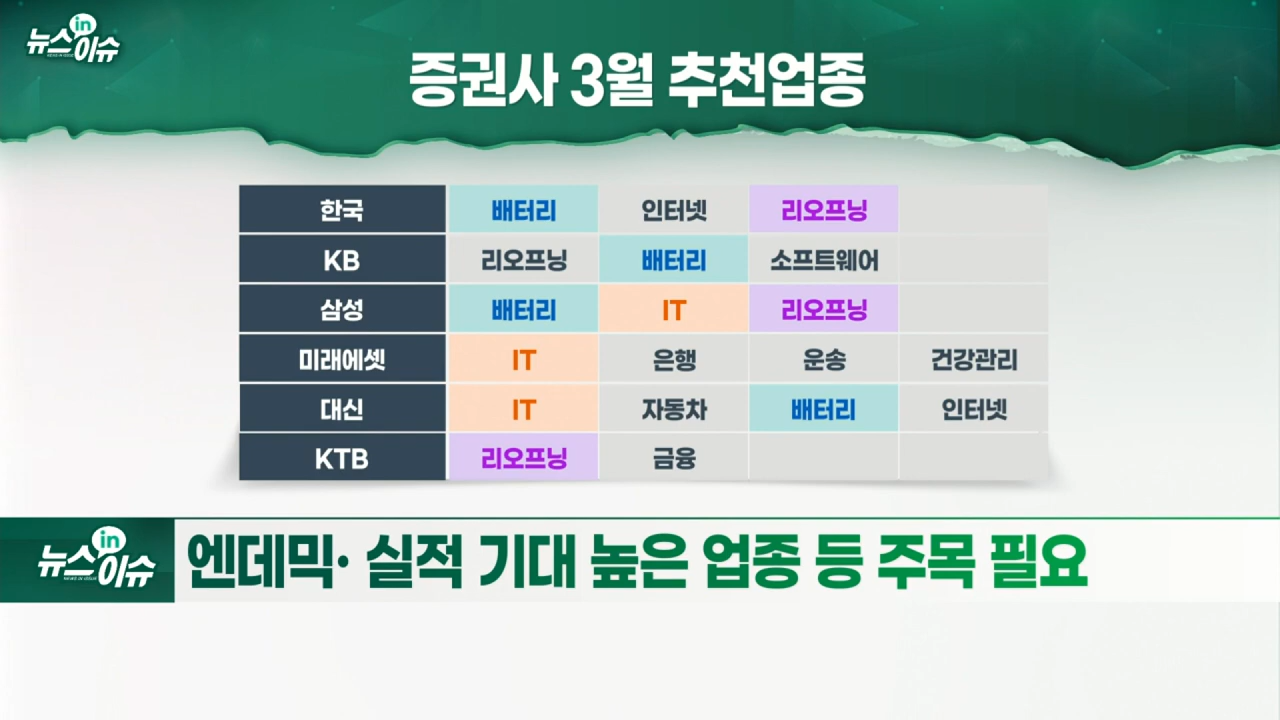 뉴스in이슈
증권사 3월 추천업종
한국 배터리 인터넷 리오프닝
KB 리오프닝 배터리 소프트웨어
삼성 배터리 IT 리오프닝
미래에셋 IT 은행 운송 건강관리
대신 IT 자동차 배터리 인터넷
KTB 리오프닝 금융
뉴스in이슈
NEWS IN ISSUE
엔데믹· 실적 기대 높은 업종 등 주목 필요